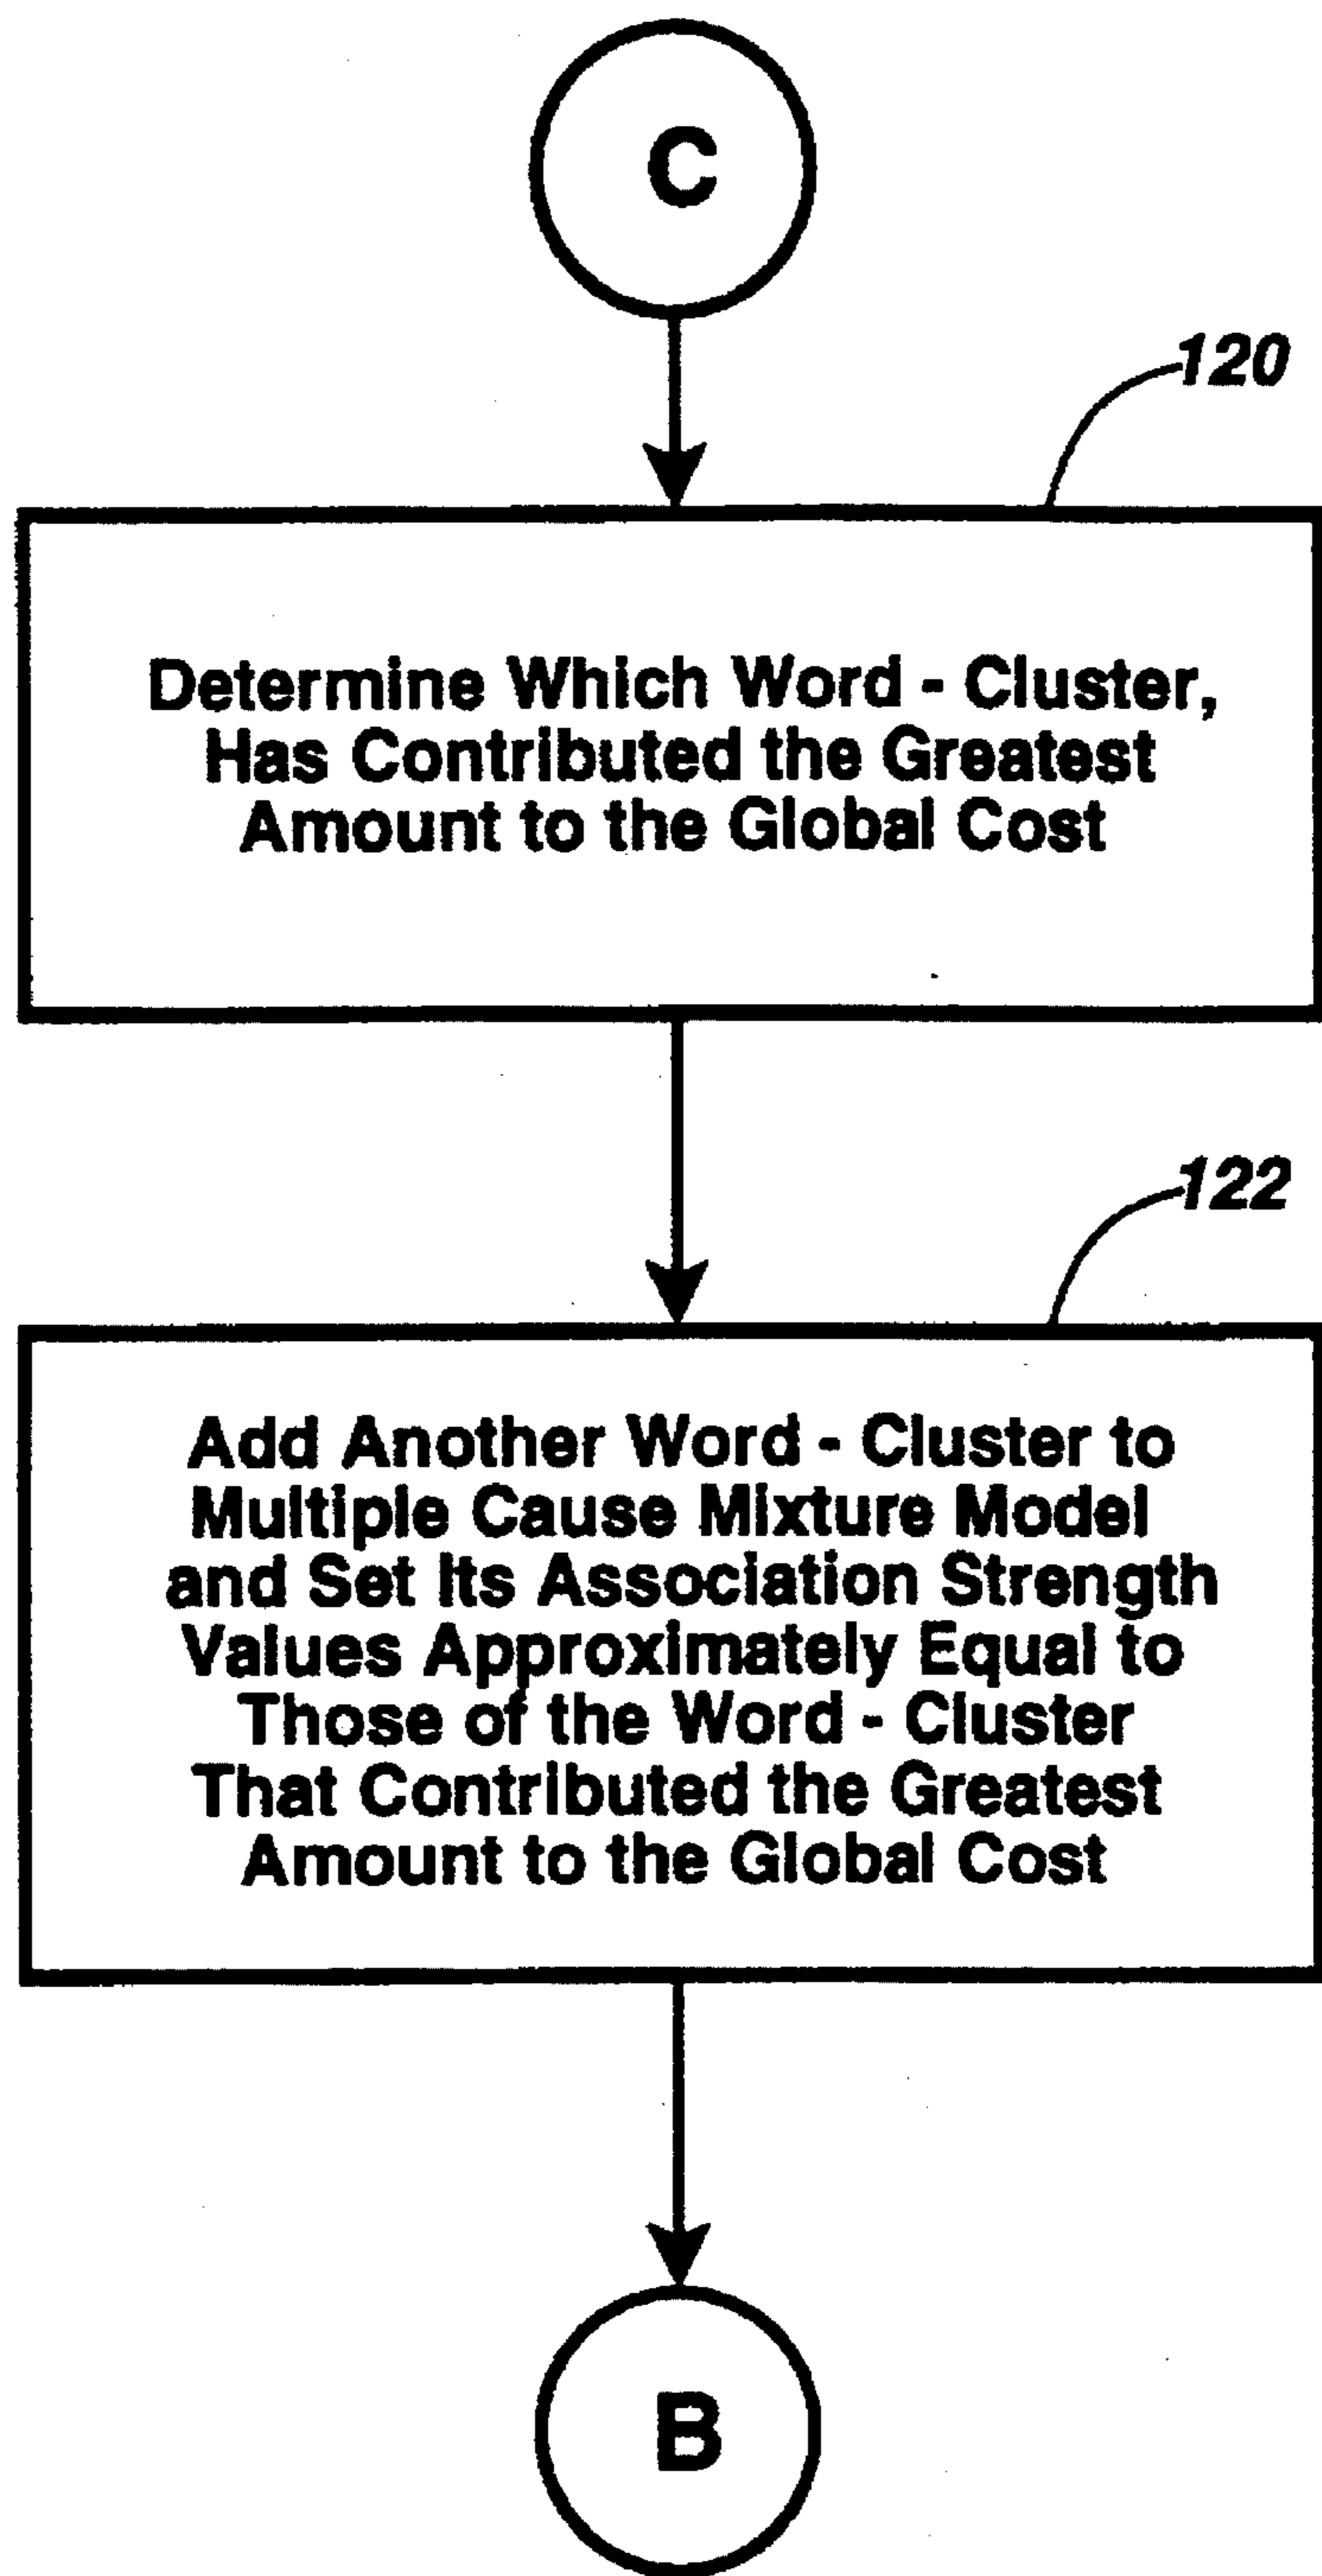 C
120
Determine Which Word - Cluster,
Has Contributed the Greatest
Amount to the Global Cost
122
Add Another Word - Cluster to
Multiple Cause Mixture Model
and Set Its Association Strength
Values Approximately Equal to
Those of the Word - Cluster
That Contributed the Greatest
Amount to the Global Cost
B